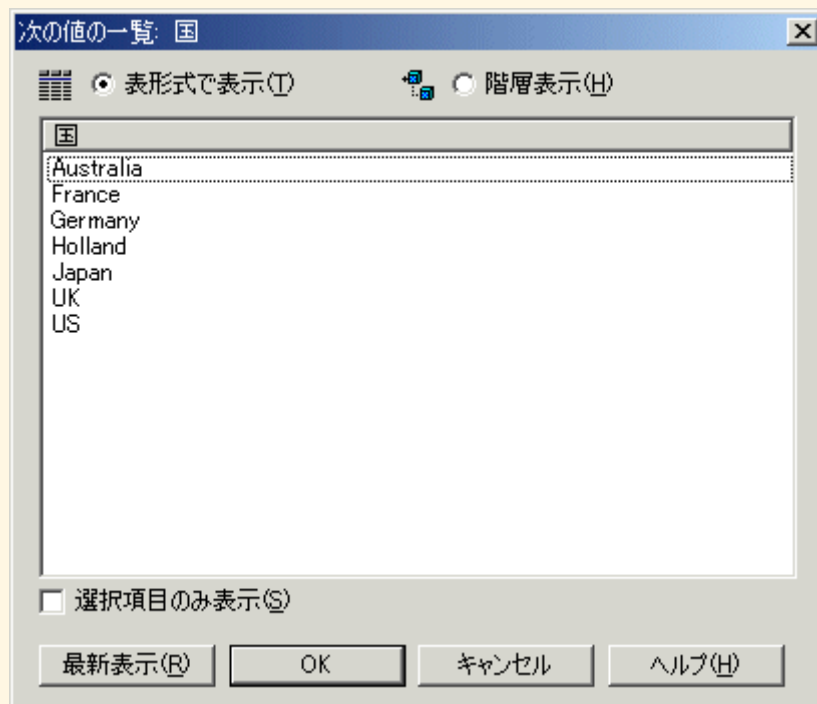 次の値の一覧: 国
表形式で表示(T) 階層表示(H)
国
Australia
France
Germany
Holland
Japan
UK
US
選択項目のみ表示(S)
最新表示(R) OK キャンセル ヘルプ(H)